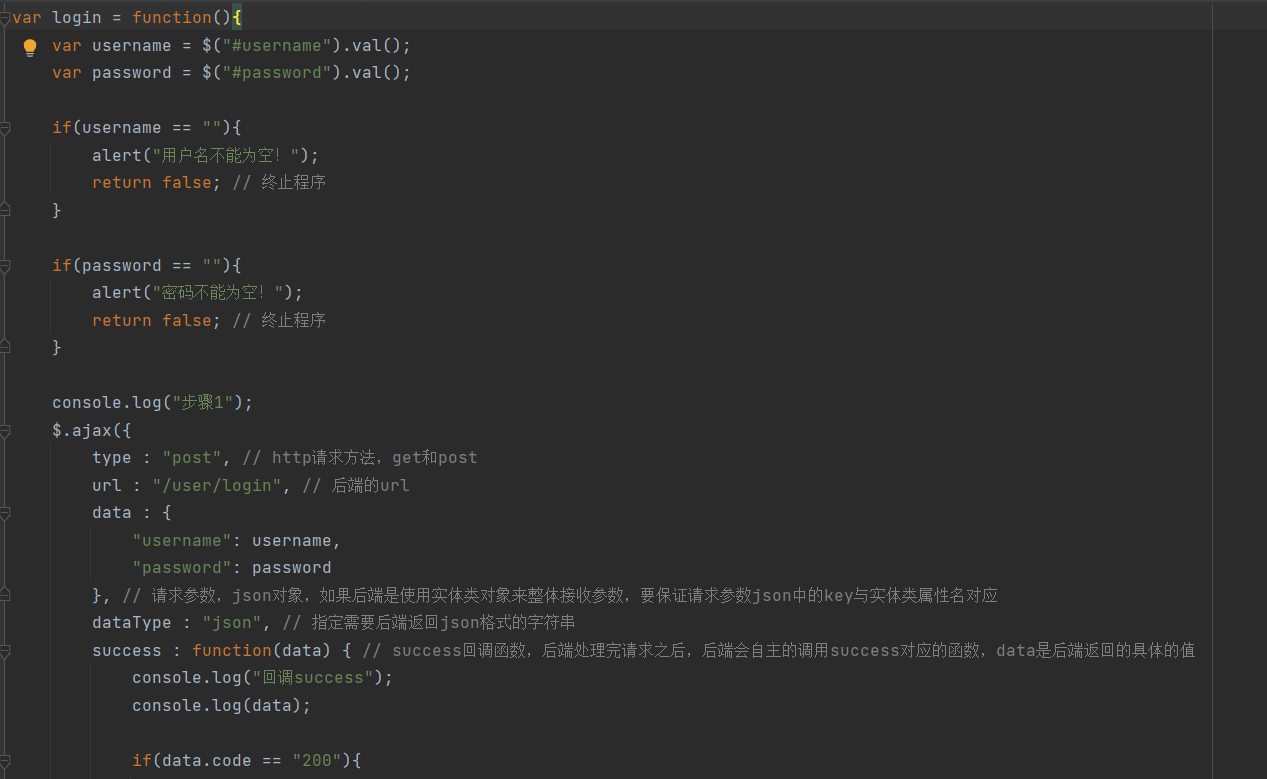 var login = function(){
    var username = $("#username").val();
    var password = $("#password").val();
    if(username == ""){
        alert("用户名不能为空！");
        return false; // 终止程序
    }
    if(password == ""){
        alert("密码不能为空！");
        return false; // 终止程序
    }
    console.log("步骤1");
    $.ajax({
        type : "post", // http请求方法，get和post
        url : "/user/login", // 后端的url
        data : {
            "username": username,
            "password": password
        }, // 请求参数，json对象，如果后端是使用实体类对象来整体接收参数，要保证请求参数json中的key与实体类属性名对应
        dataType : "json", // 指定需要后端返回json格式的字符串
        success : function(data) { // success回调函数，后端处理完请求之后，后端会自主的调用success对应的函数，data是后端返回的具体的值
            console.log("回调success");
            console.log(data);
            if(data.code == "200"){